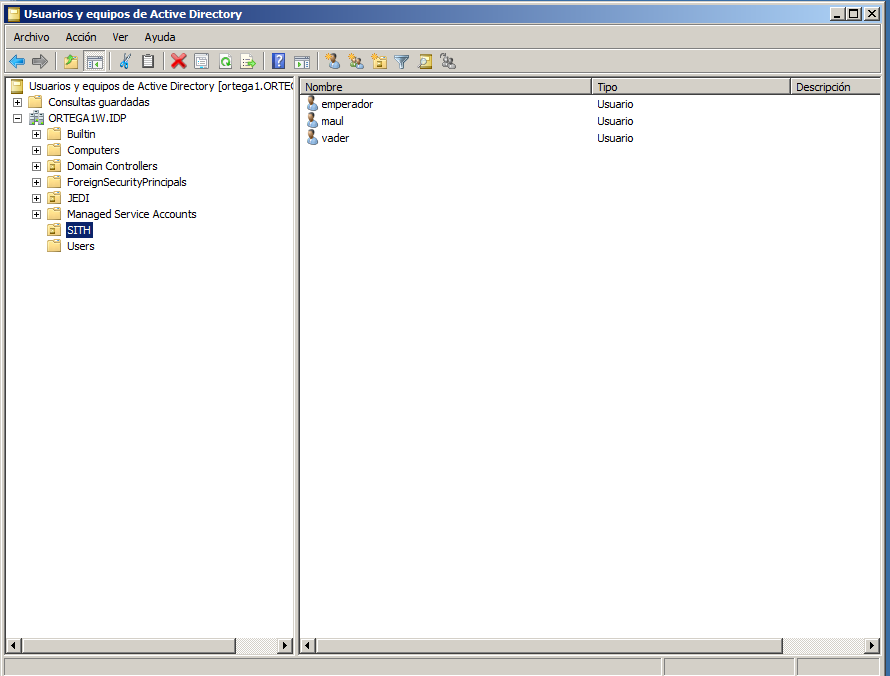 Usuarios y equipos de Active Directory
Archivo Acción Ver Ayuda
Usuarios y equipos de Active Directory [ortega1.ORTEG
Consultas guardadas
ORTEGA1W.IDP
Builtin
Computers
Domain Controllers
ForeignSecurityPrincipals
JEDI
Managed Service Accounts
SITH
Users
Nombre Tipo Descripción
emperador Usuario
maul Usuario
vader Usuario